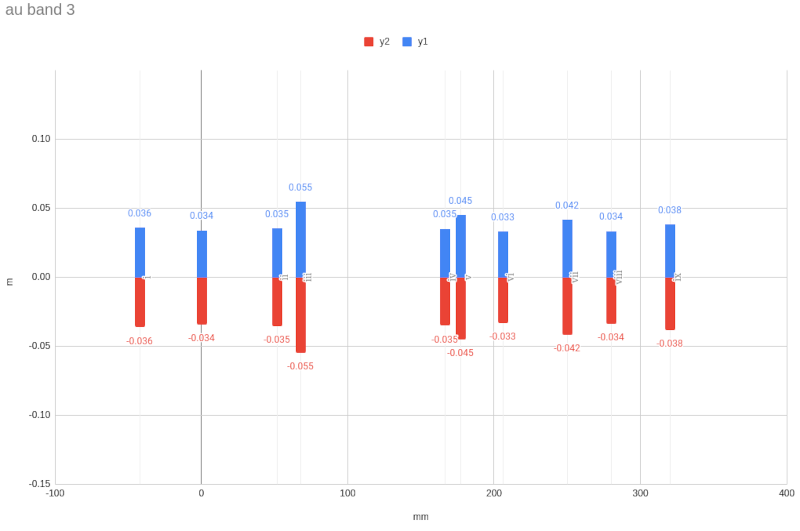 au band 3
y2 y1
0.10
0.05
0.00
-0.05
-0.10
-0.15
m
0.036 0.034 0.035 0.055 0.035 0.045 0.033 0.042 0.034 0.038
I II III IV V VI VII VIII IX
-0.036 -0.034 -0.035 -0.055 -0.035 -0.045 -0.033 -0.042 -0.034 -0.038
-100 0 100 200 300 400
mm